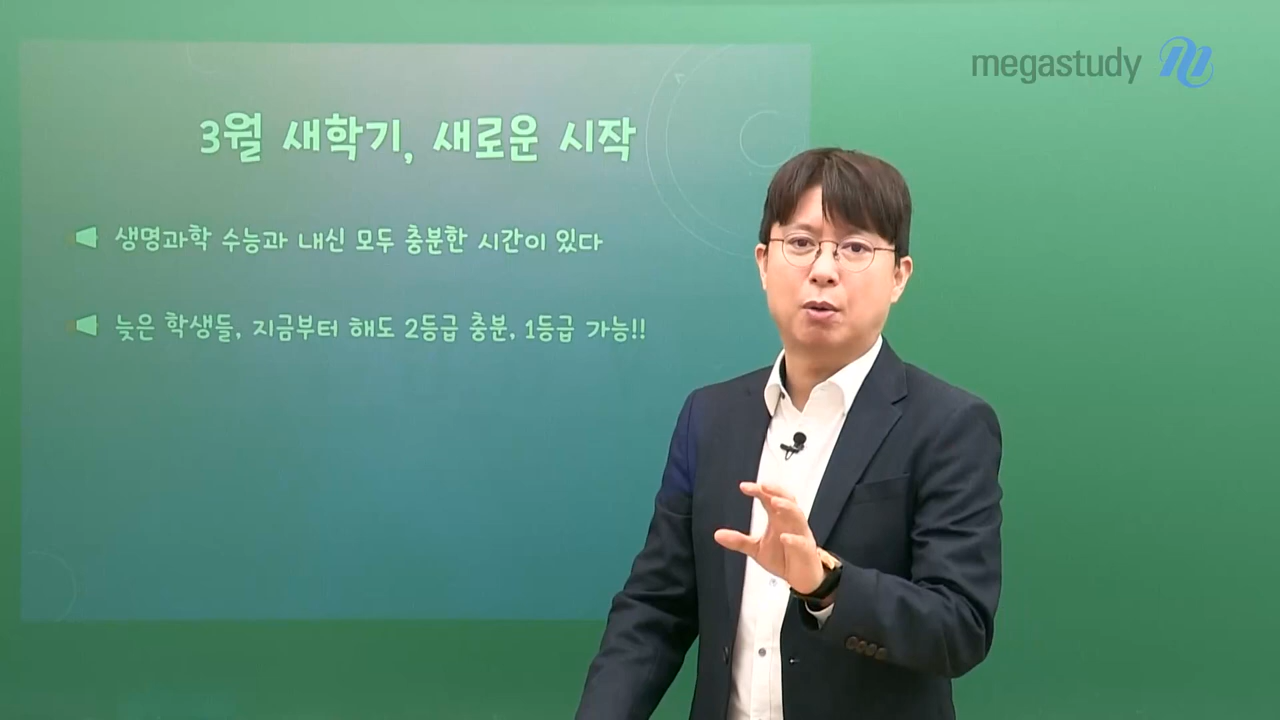 megastudy
3월 새학기, 새로운 시작
생명과학 수능과 내신 모두 충분한 시간이 있다
늦은 학생들, 지금부터 해도 2등급 충분, 1등급 가능!!